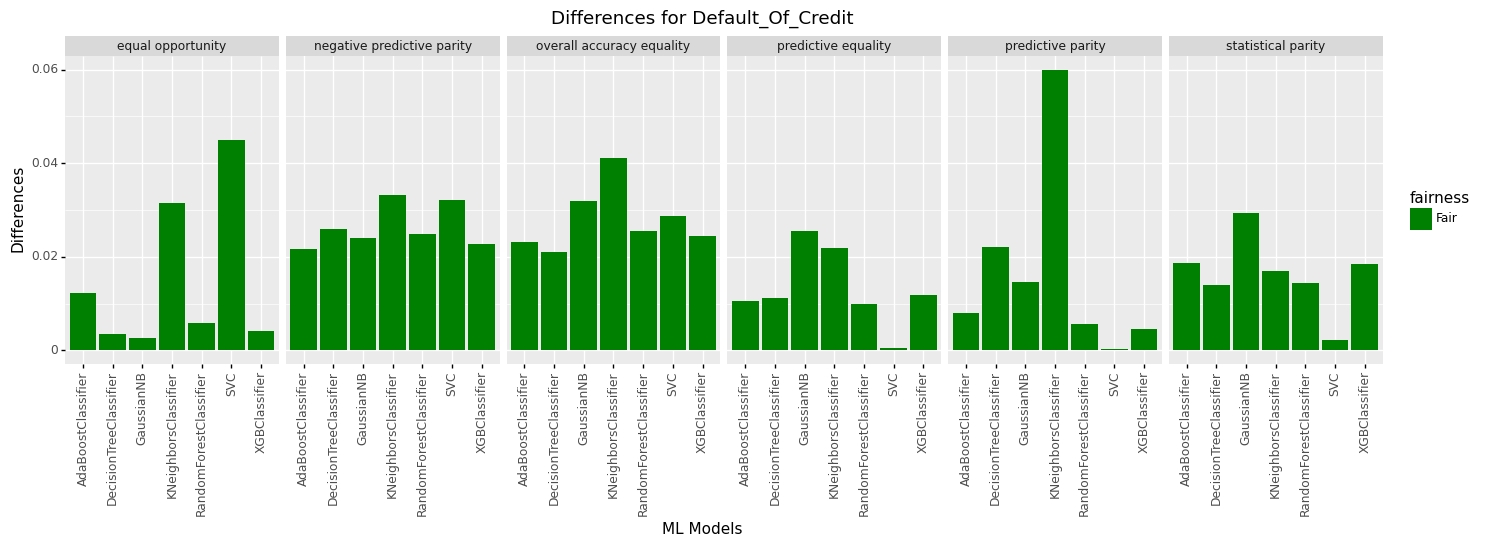 Differences for Default_Of_Credit
equal opportunity
negative predictive parity
overall accuracy equality
predictive equality
predictive parity
statistical parity
Differences
0.06
0.04
0.02
0
AdaBoostClassifier
DecisionTreeClassifier
GaussianNB
KNeighborsClassifier
RandomForestClassifier
SVC
XGBClassifier
AdaBoostClassifier
DecisionTreeClassifier
GaussianNB
KNeighborsClassifier
RandomForestClassifier
SVC
XGBClassifier
AdaBoostClassifier
DecisionTreeClassifier
GaussianNB
KNeighborsClassifier
RandomForestClassifier
SVC
XGBClassifier
AdaBoostClassifier
DecisionTreeClassifier
GaussianNB
KNeighborsClassifier
RandomForestClassifier
SVC
XGBClassifier
AdaBoostClassifier
DecisionTreeClassifier
GaussianNB
KNeighborsClassifier
RandomForestClassifier
SVC
XGBClassifier
AdaBoostClassifier
DecisionTreeClassifier
GaussianNB
KNeighborsClassifier
RandomForestClassifier
SVC
XGBClassifier
ML Models
fairness
Fair